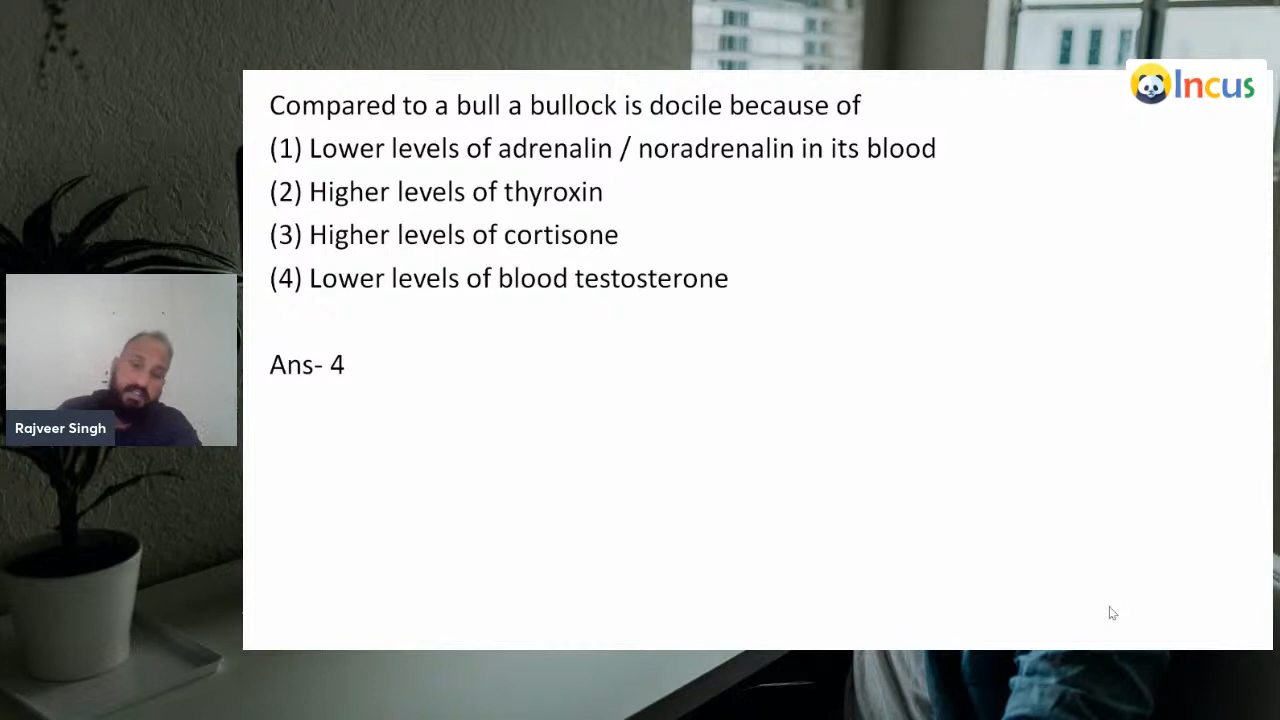 Incus
Compared to a bull a bullock is docile because of
(1) Lower levels of adrenalin / noradrenalin in its blood
(2) Higher levels of thyroxin
(3) Higher levels of cortisone
(4) Lower levels of blood testosterone
Ans- 4
Rajveer Singh